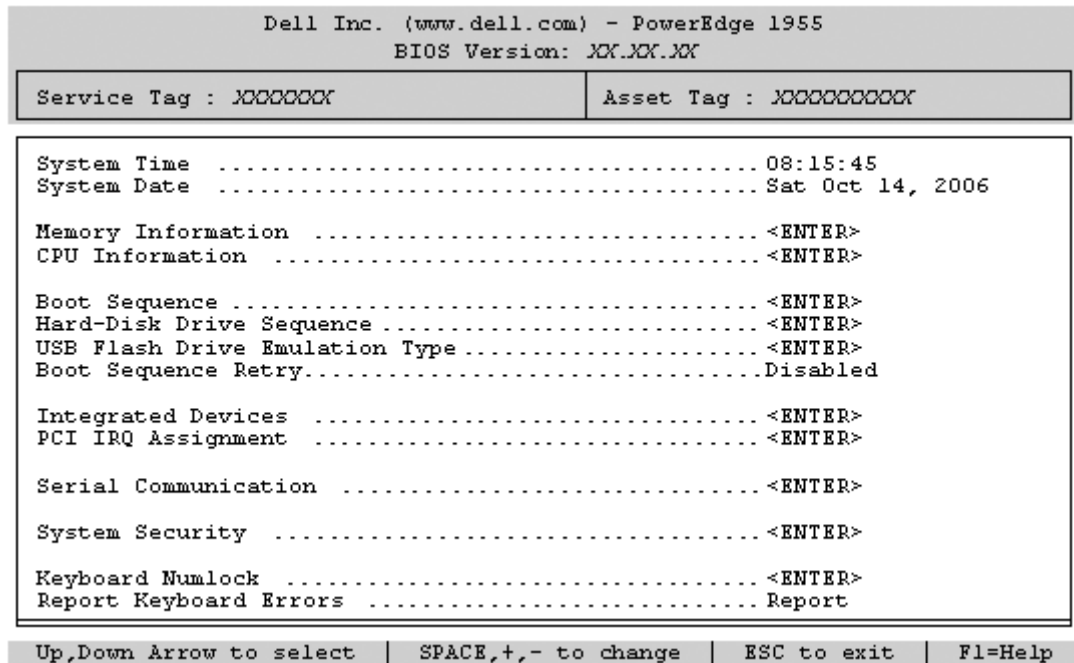 Dell Inc. (www.dell.com) - PowerEdge 1955
BIOS Version: XX.XX.XX
Service Tag : XXXXXXX Asset Tag : XXXXXXXXXX
System Time ....................................... 08:15:45
System Date ....................................... Sat Oct 14, 2006
Memory Information ................................ <ENTER>
CPU Information ................................... <ENTER>
Boot Sequence ...................................... <ENTER>
Hard-Disk Drive Sequence ........................... <ENTER>
USB Flash Drive Emulation Type ..................... <ENTER>
Boot Sequence Retry.................................Disabled
Integrated Devices ................................ <ENTER>
PCI IRQ Assignment ................................ <ENTER>
Serial Communication .............................. <ENTER>
System Security ................................... <ENTER>
Keyboard Numlock .................................. <ENTER>
Report Keyboard Errors ............................ Report
Up,Down Arrow to select | SPACE,+,- to change | ESC to exit | F1=Help